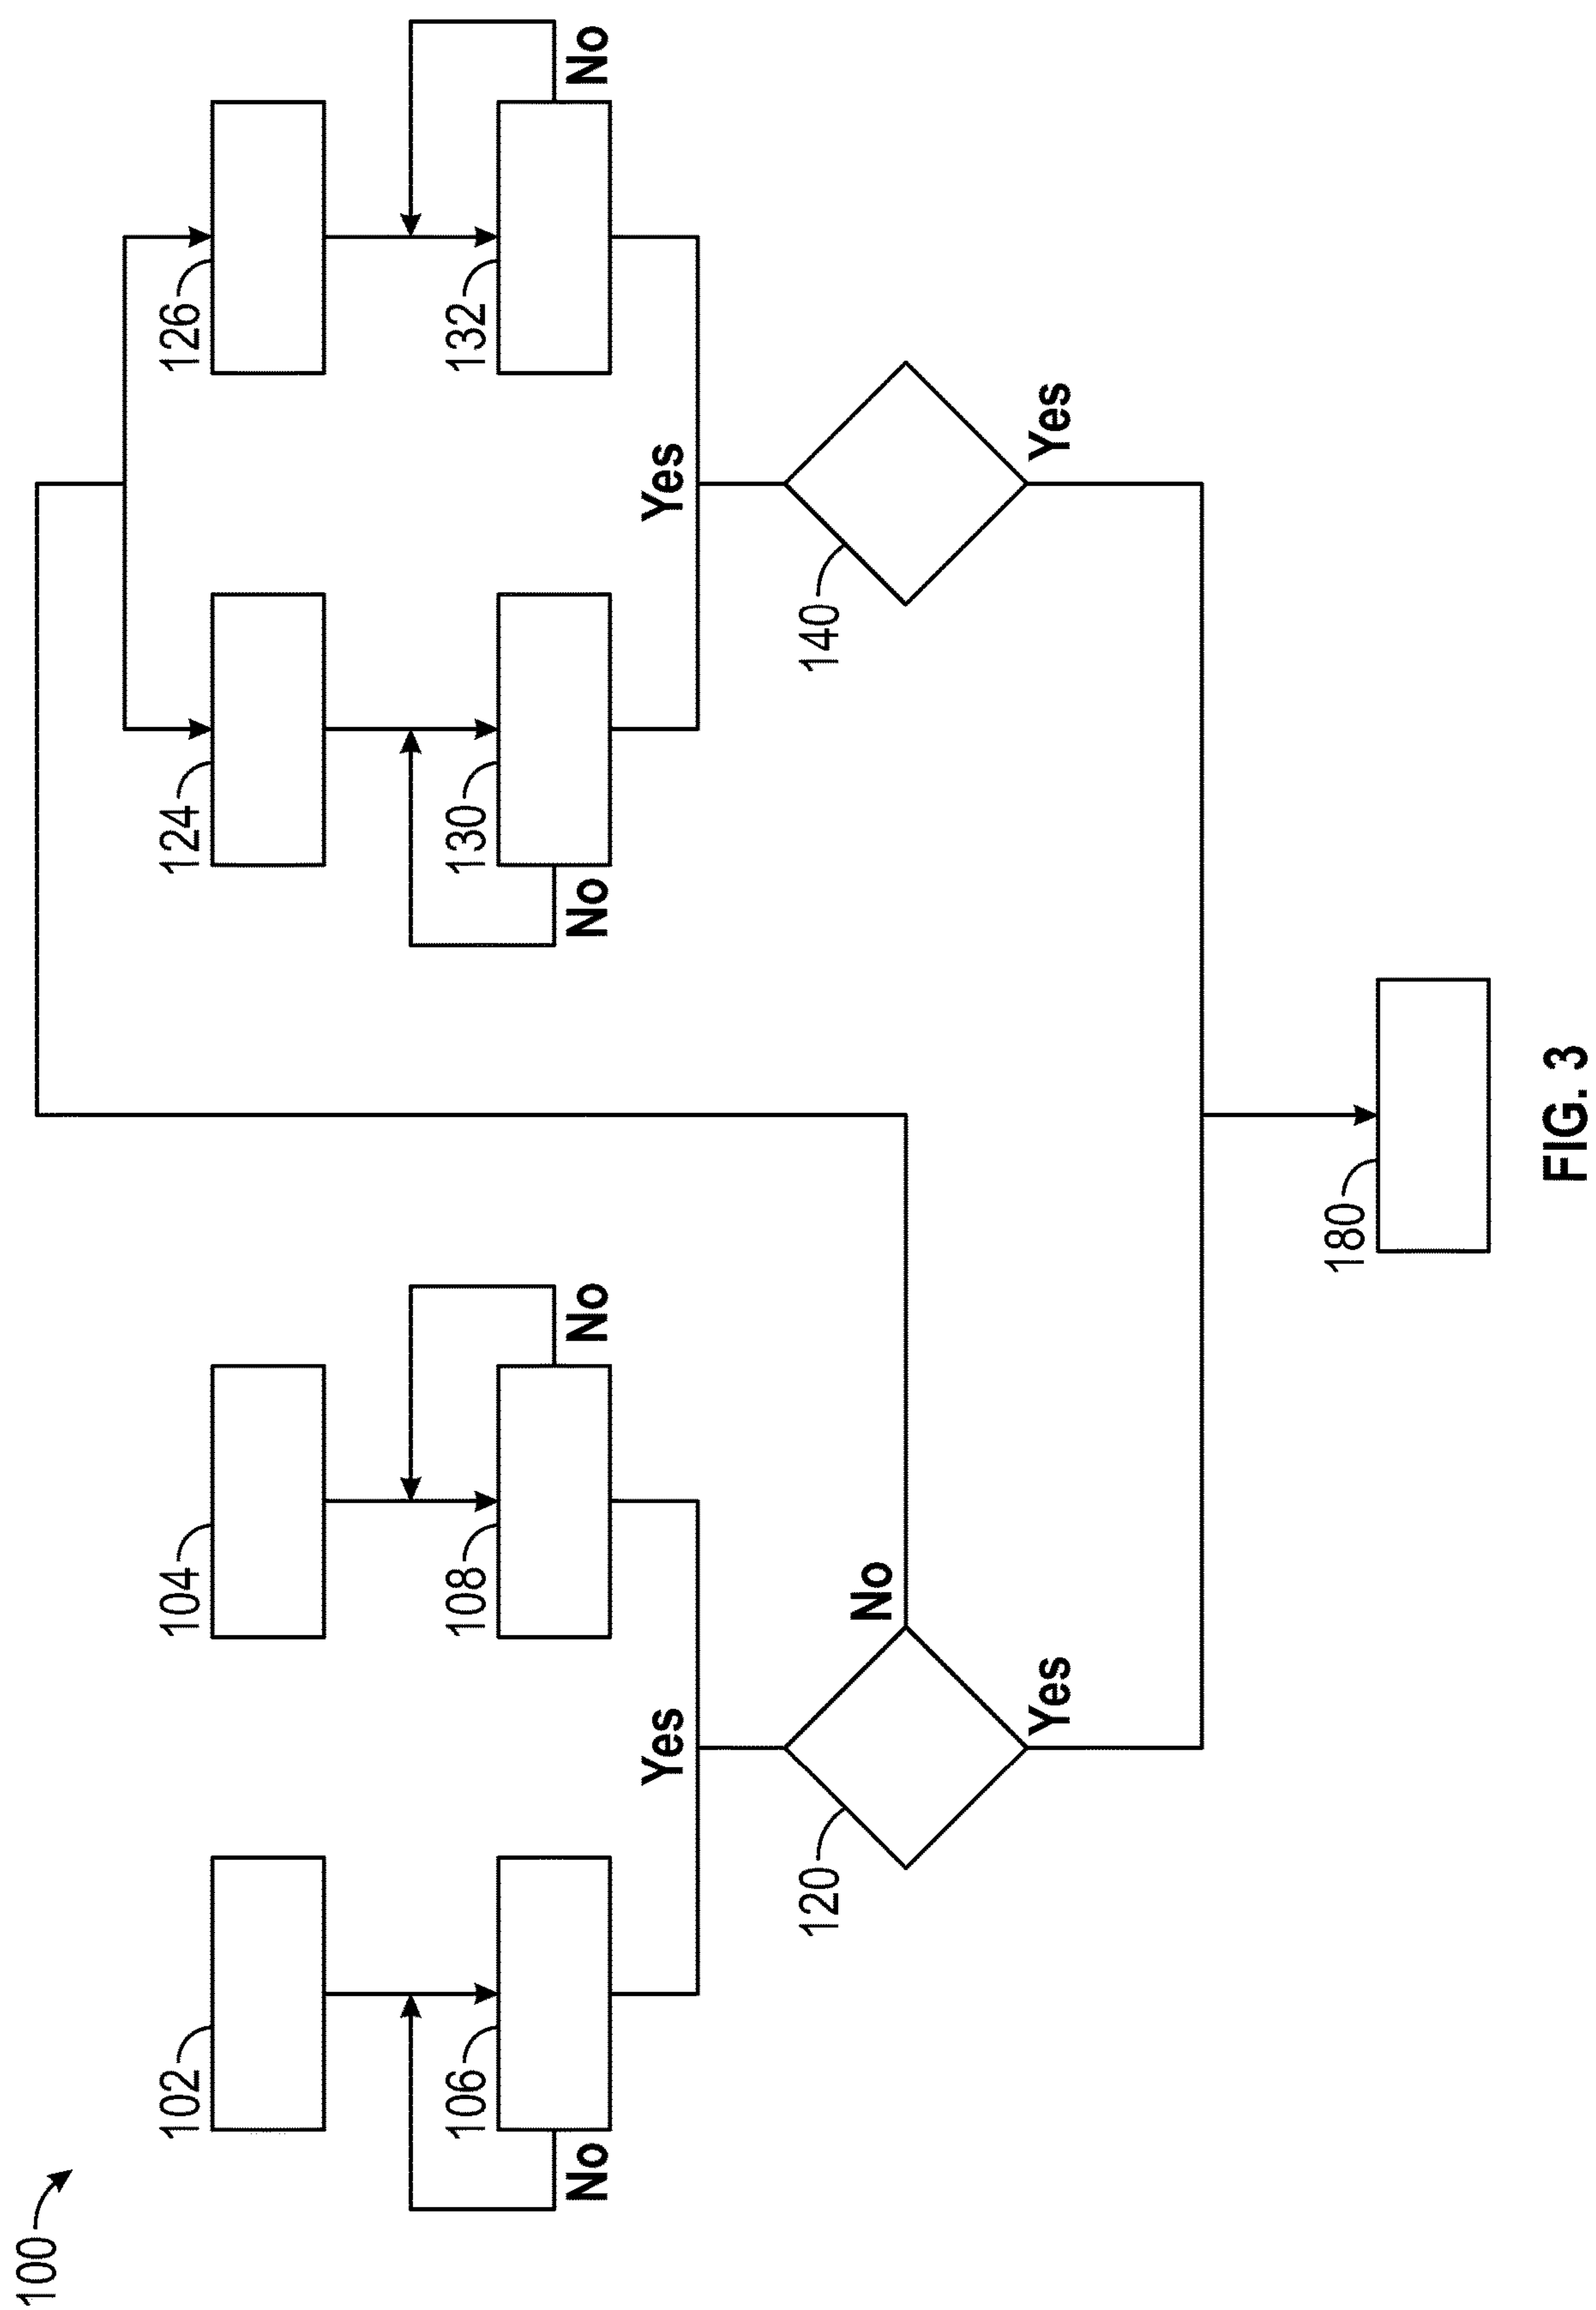 100
102
104
124
126
106
No
108
No
130
No
132
No
Yes
Yes
120
No
140
Yes
Yes
180
FIG. 3